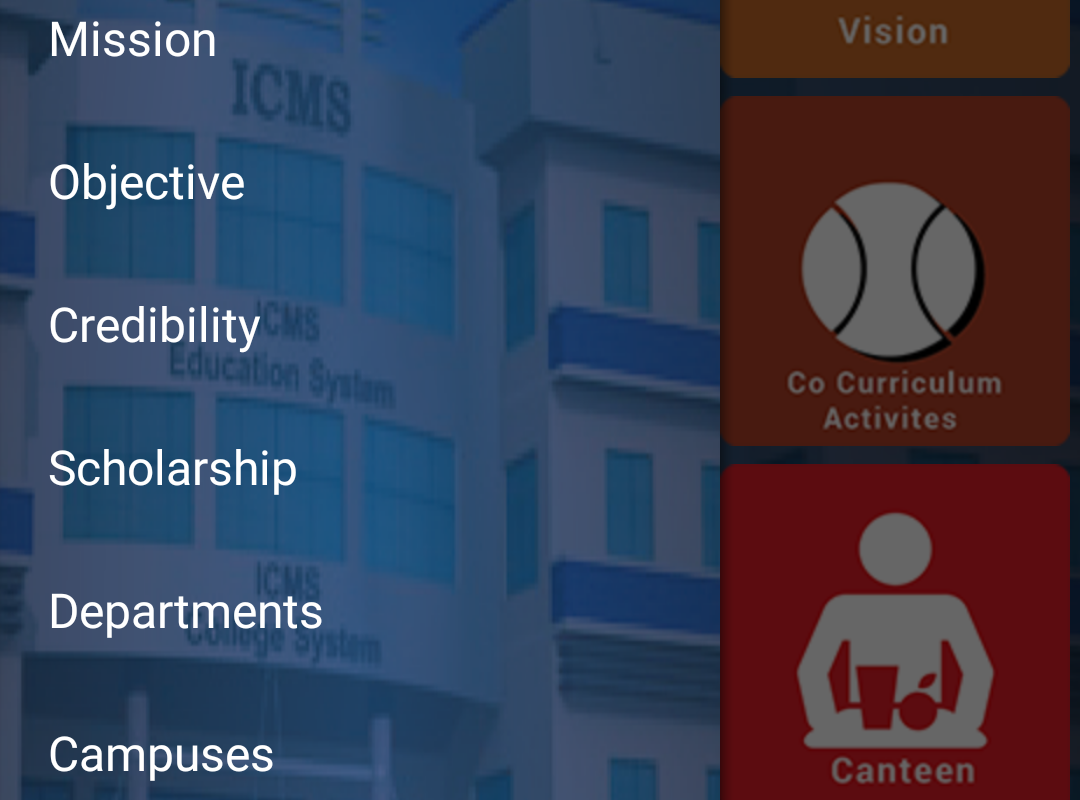 Mission
ICMS
Objective
ICMS
Credibility
Education System
Scholarship
ICMS
Departments
College System
Campuses
Vision
Co Curriculum
Activites
Canteen